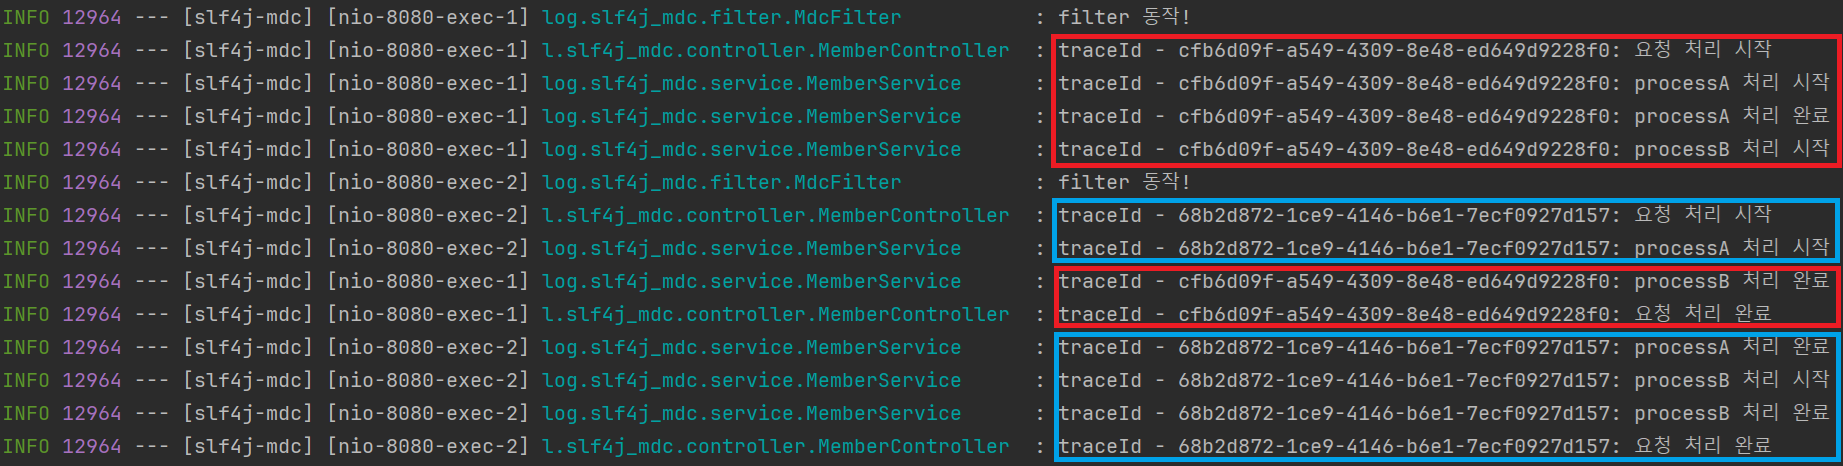 INFO 12964 --- [slf4j-mdc] [nio-8080-exec-1] log.slf4j_mdc.filter.MdcFilter : filter 동작!
INFO 12964 --- [slf4j-mdc] [nio-8080-exec-1] l.slf4j_mdc.controller.MemberController : traceId - cfb6d09f-a549-4309-8e48-ed649d9228f0: 요청 처리 시작
INFO 12964 --- [slf4j-mdc] [nio-8080-exec-1] log.slf4j_mdc.service.MemberService : traceId - cfb6d09f-a549-4309-8e48-ed649d9228f0: processA 처리 시작
INFO 12964 --- [slf4j-mdc] [nio-8080-exec-1] log.slf4j_mdc.service.MemberService : traceId - cfb6d09f-a549-4309-8e48-ed649d9228f0: processA 처리 완료
INFO 12964 --- [slf4j-mdc] [nio-8080-exec-1] log.slf4j_mdc.service.MemberService : traceId - cfb6d09f-a549-4309-8e48-ed649d9228f0: processB 처리 시작
INFO 12964 --- [slf4j-mdc] [nio-8080-exec-2] log.slf4j_mdc.filter.MdcFilter : filter 동작!
INFO 12964 --- [slf4j-mdc] [nio-8080-exec-2] l.slf4j_mdc.controller.MemberController : traceId - 68b2d872-1ce9-4146-b6e1-7ecf0927d157: 요청 처리 시작
INFO 12964 --- [slf4j-mdc] [nio-8080-exec-2] log.slf4j_mdc.service.MemberService : traceId - 68b2d872-1ce9-4146-b6e1-7ecf0927d157: processA 처리 시작
INFO 12964 --- [slf4j-mdc] [nio-8080-exec-1] log.slf4j_mdc.service.MemberService : traceId - cfb6d09f-a549-4309-8e48-ed649d9228f0: processB 처리 완료
INFO 12964 --- [slf4j-mdc] [nio-8080-exec-1] l.slf4j_mdc.controller.MemberController : traceId - cfb6d09f-a549-4309-8e48-ed649d9228f0: 요청 처리 완료
INFO 12964 --- [slf4j-mdc] [nio-8080-exec-2] log.slf4j_mdc.service.MemberService : traceId - 68b2d872-1ce9-4146-b6e1-7ecf0927d157: processA 처리 완료
INFO 12964 --- [slf4j-mdc] [nio-8080-exec-2] log.slf4j_mdc.service.MemberService : traceId - 68b2d872-1ce9-4146-b6e1-7ecf0927d157: processB 처리 시작
INFO 12964 --- [slf4j-mdc] [nio-8080-exec-2] log.slf4j_mdc.service.MemberService : traceId - 68b2d872-1ce9-4146-b6e1-7ecf0927d157: processB 처리 완료
INFO 12964 --- [slf4j-mdc] [nio-8080-exec-2] l.slf4j_mdc.controller.MemberController : traceId - 68b2d872-1ce9-4146-b6e1-7ecf0927d157: 요청 처리 완료